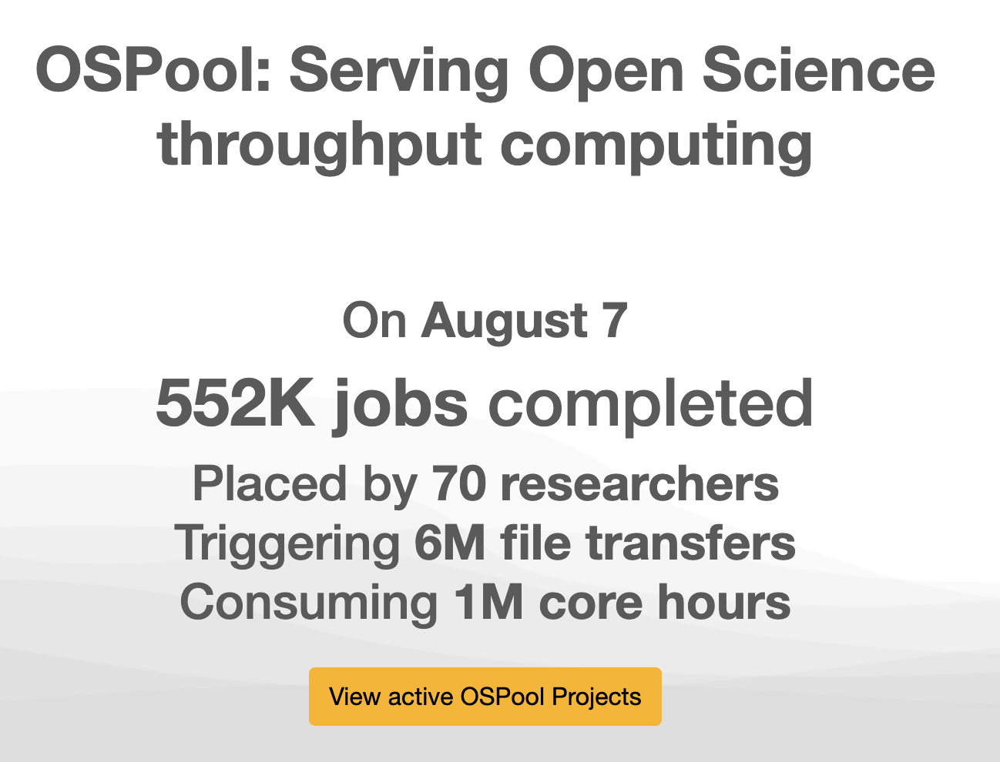 OSPool: Serving Open Science
throughput computing
On August 7
552K jobs completed
Placed by 70 researchers
Triggering 6M file transfers
Consuming 1M core hours
View active OSPool Projects